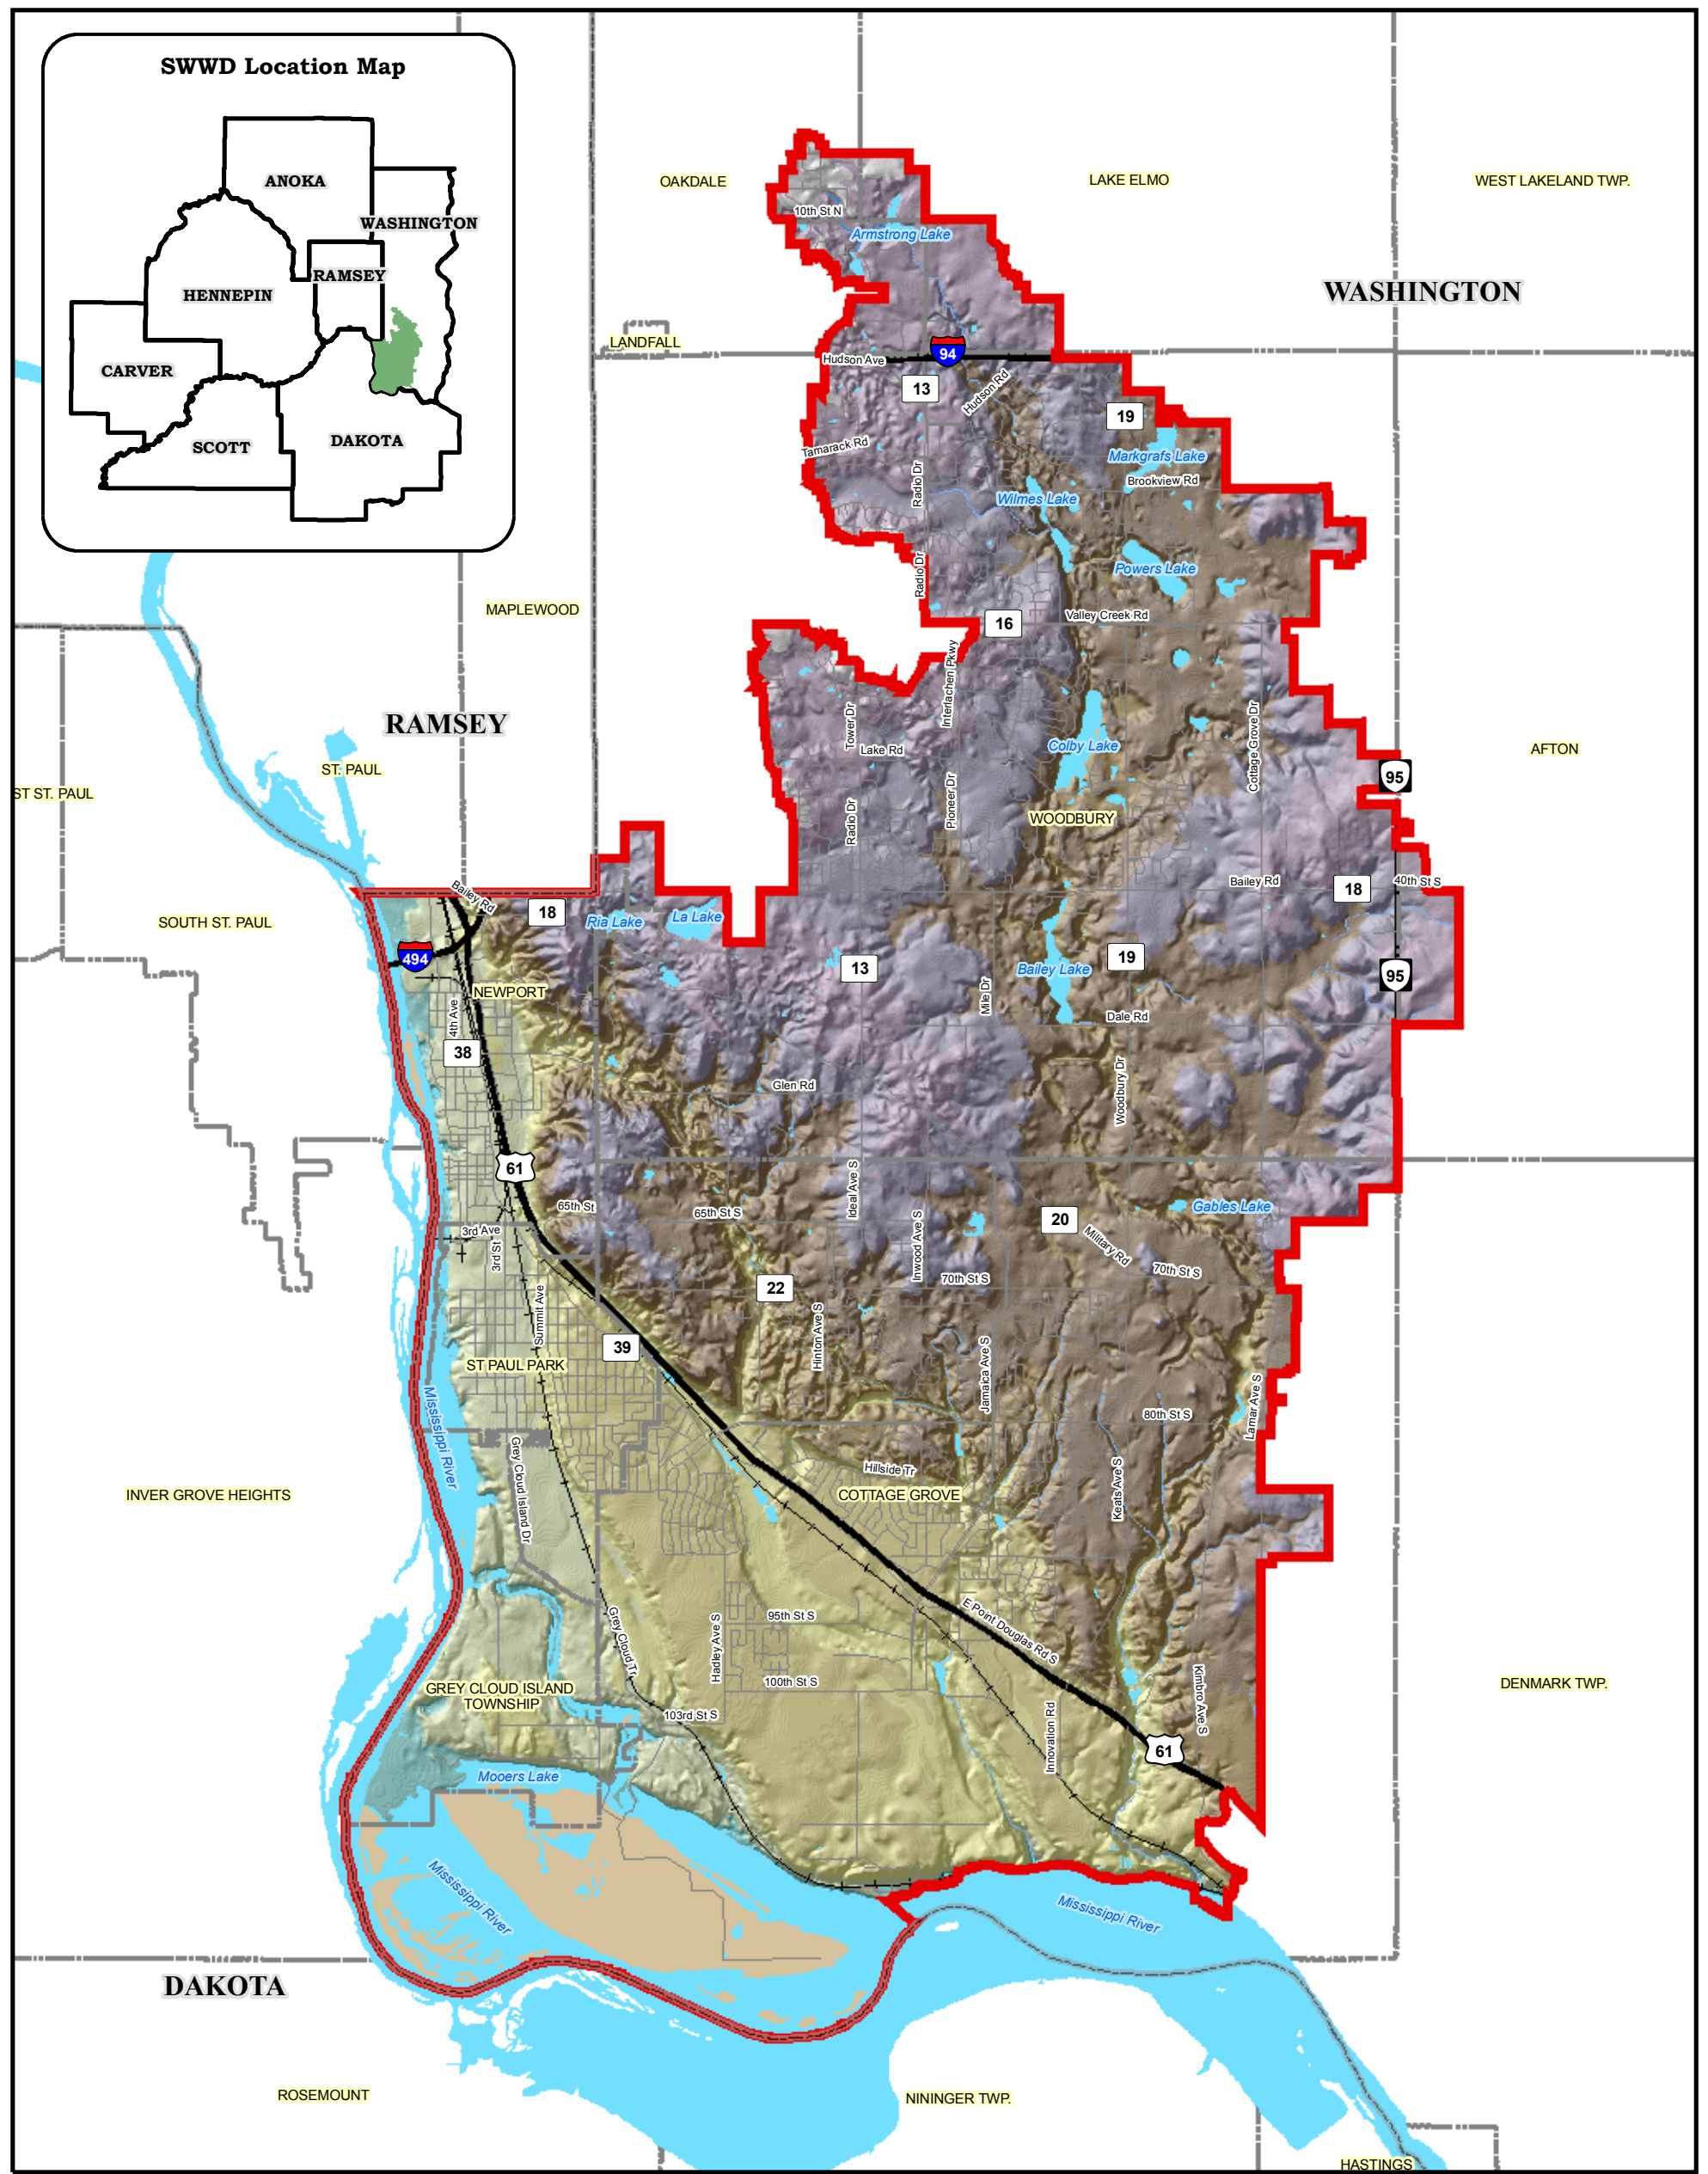 SWWD Location Map
ANOKA
WASHINGTON
RAMSEY
HENNEPIN
CARVER
SCOTT
DAKOTA
OAKDALE
LAKE ELMO
WEST LAKELAND TWP.
10th St N
Armstrong Lake
WASHINGTON
LANDFALL
94
Hudson Ave
13
Hudson Rd
19
Tamarack Rd
Markgrafs Lake
Brookview Rd
Radio Dr
Wilmes Lake
Powers Lake
Radio Dr
MAPLEWOOD
16
Valley Creek Rd
Interlachen Pkwy
RAMSEY
Tower Dr
Lake Rd
Colby Lake
Cottage Grove Dr
AFTON
ST. PAUL
95
ST ST. PAUL
Radio Dr
Pioneer Dr
WOODBURY
Bailey Rd
18
40th St S
Bailey Rd
18
Ria Lake
La Lake
SOUTH ST. PAUL
494
13
Bailey Lake
19
95
NEWPORT
4th Ave
Mile Dr
Dale Rd
38
Glen Rd
Woodbury Dr
61
65th St
65th St S
Ideal Ave S
Gables Lake
20
3rd Ave
3rd St
Inwood Ave S
Military Rd
70th St S
70th St S
22
Summit Ave
Hinton Ave S
39
ST PAUL PARK
Jamaica Ave S
Lamar Ave S
80th St S
Mississippi River
Grey Cloud Island Dr
Hillside Tr
Keats Ave S
INVER GROVE HEIGHTS
COTTAGE GROVE
95th St S
E Point Douglas Rd S
Grey Cloud Tr
Hadley Ave S
100th St S
Kimbro Ave S
GREY CLOUD ISLAND
TOWNSHIP
DENMARK TWP.
103rd St S
Innovation Rd
61
Mooers Lake
Mississippi River
Mississippi River
DAKOTA
ROSEMOUNT
NININGER TWP.
HASTINGS